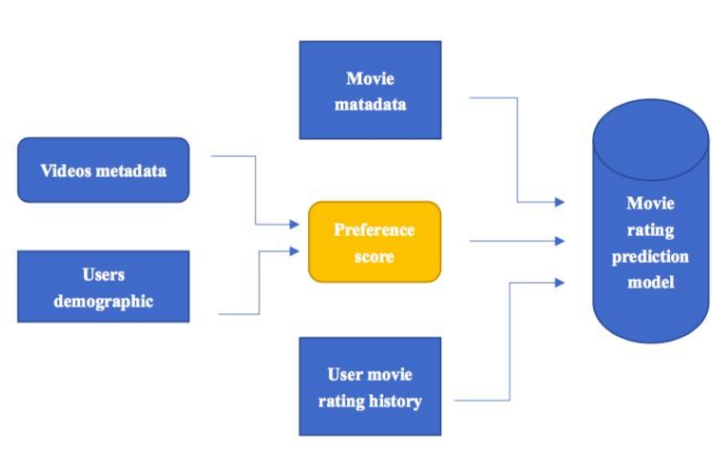 Movie
matadata
Videos metadata
Users
demographic
Preference
score
User movie
rating history
Movie
rating
prediction
model